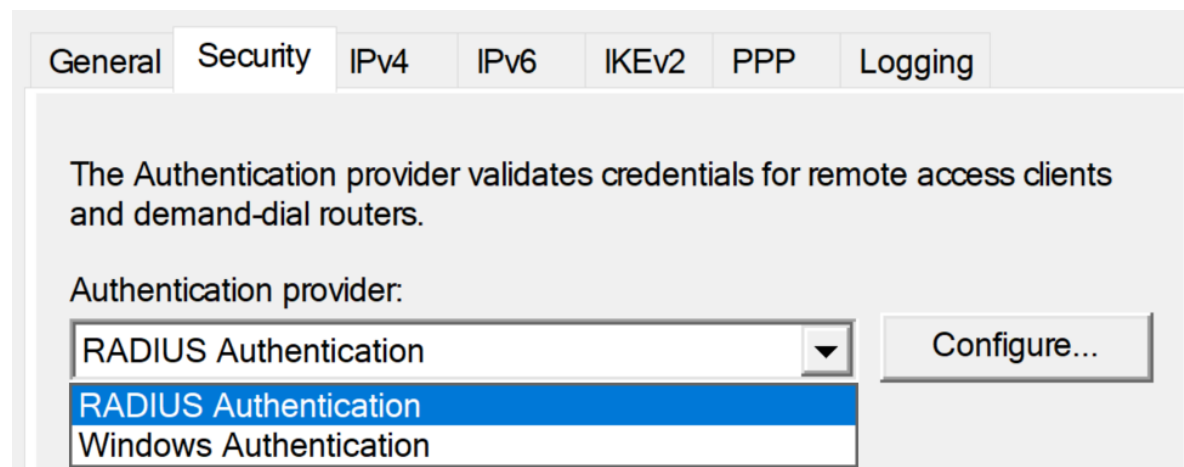 General Security IPv4 IPv6 IKEv2 PPP Logging
The Authentication provider validates credentials for remote access clients
and demand-dial routers.
Authentication provider:
RADIUS Authentication Configure...
RADIUS Authentication
Windows Authentication